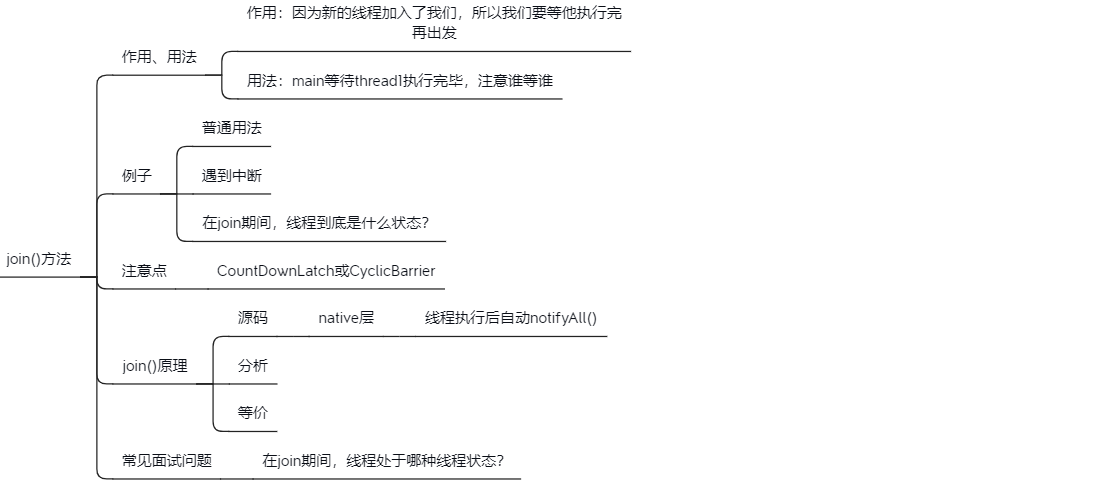 作用：因为新的线程加入了我们，所以我们要等他执行完
再出发
作用、用法
用法：main等待thread1执行完毕，注意谁等谁
普通用法
例子
遇到中断
在join期间，线程到底是什么状态？
join()方法
注意点
CountDownLatch或CyclicBarrier
源码
native层
线程执行后自动notifyAll()
join()原理
分析
等价
常见面试问题
在join期间，线程处于哪种线程状态？